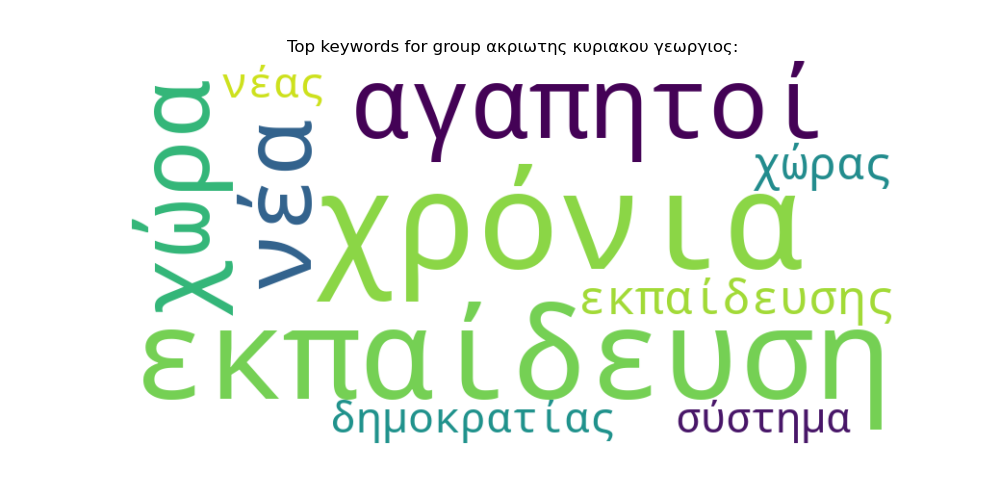 Top keywords for group ακριωτης κυριακου γεωργιος:
νέας
αγαπητοί
χώρα
νέα
χώρας
χρόνια
εκπαίδευσης
εκπαίδευση
δημοκρατίας
σύστημα